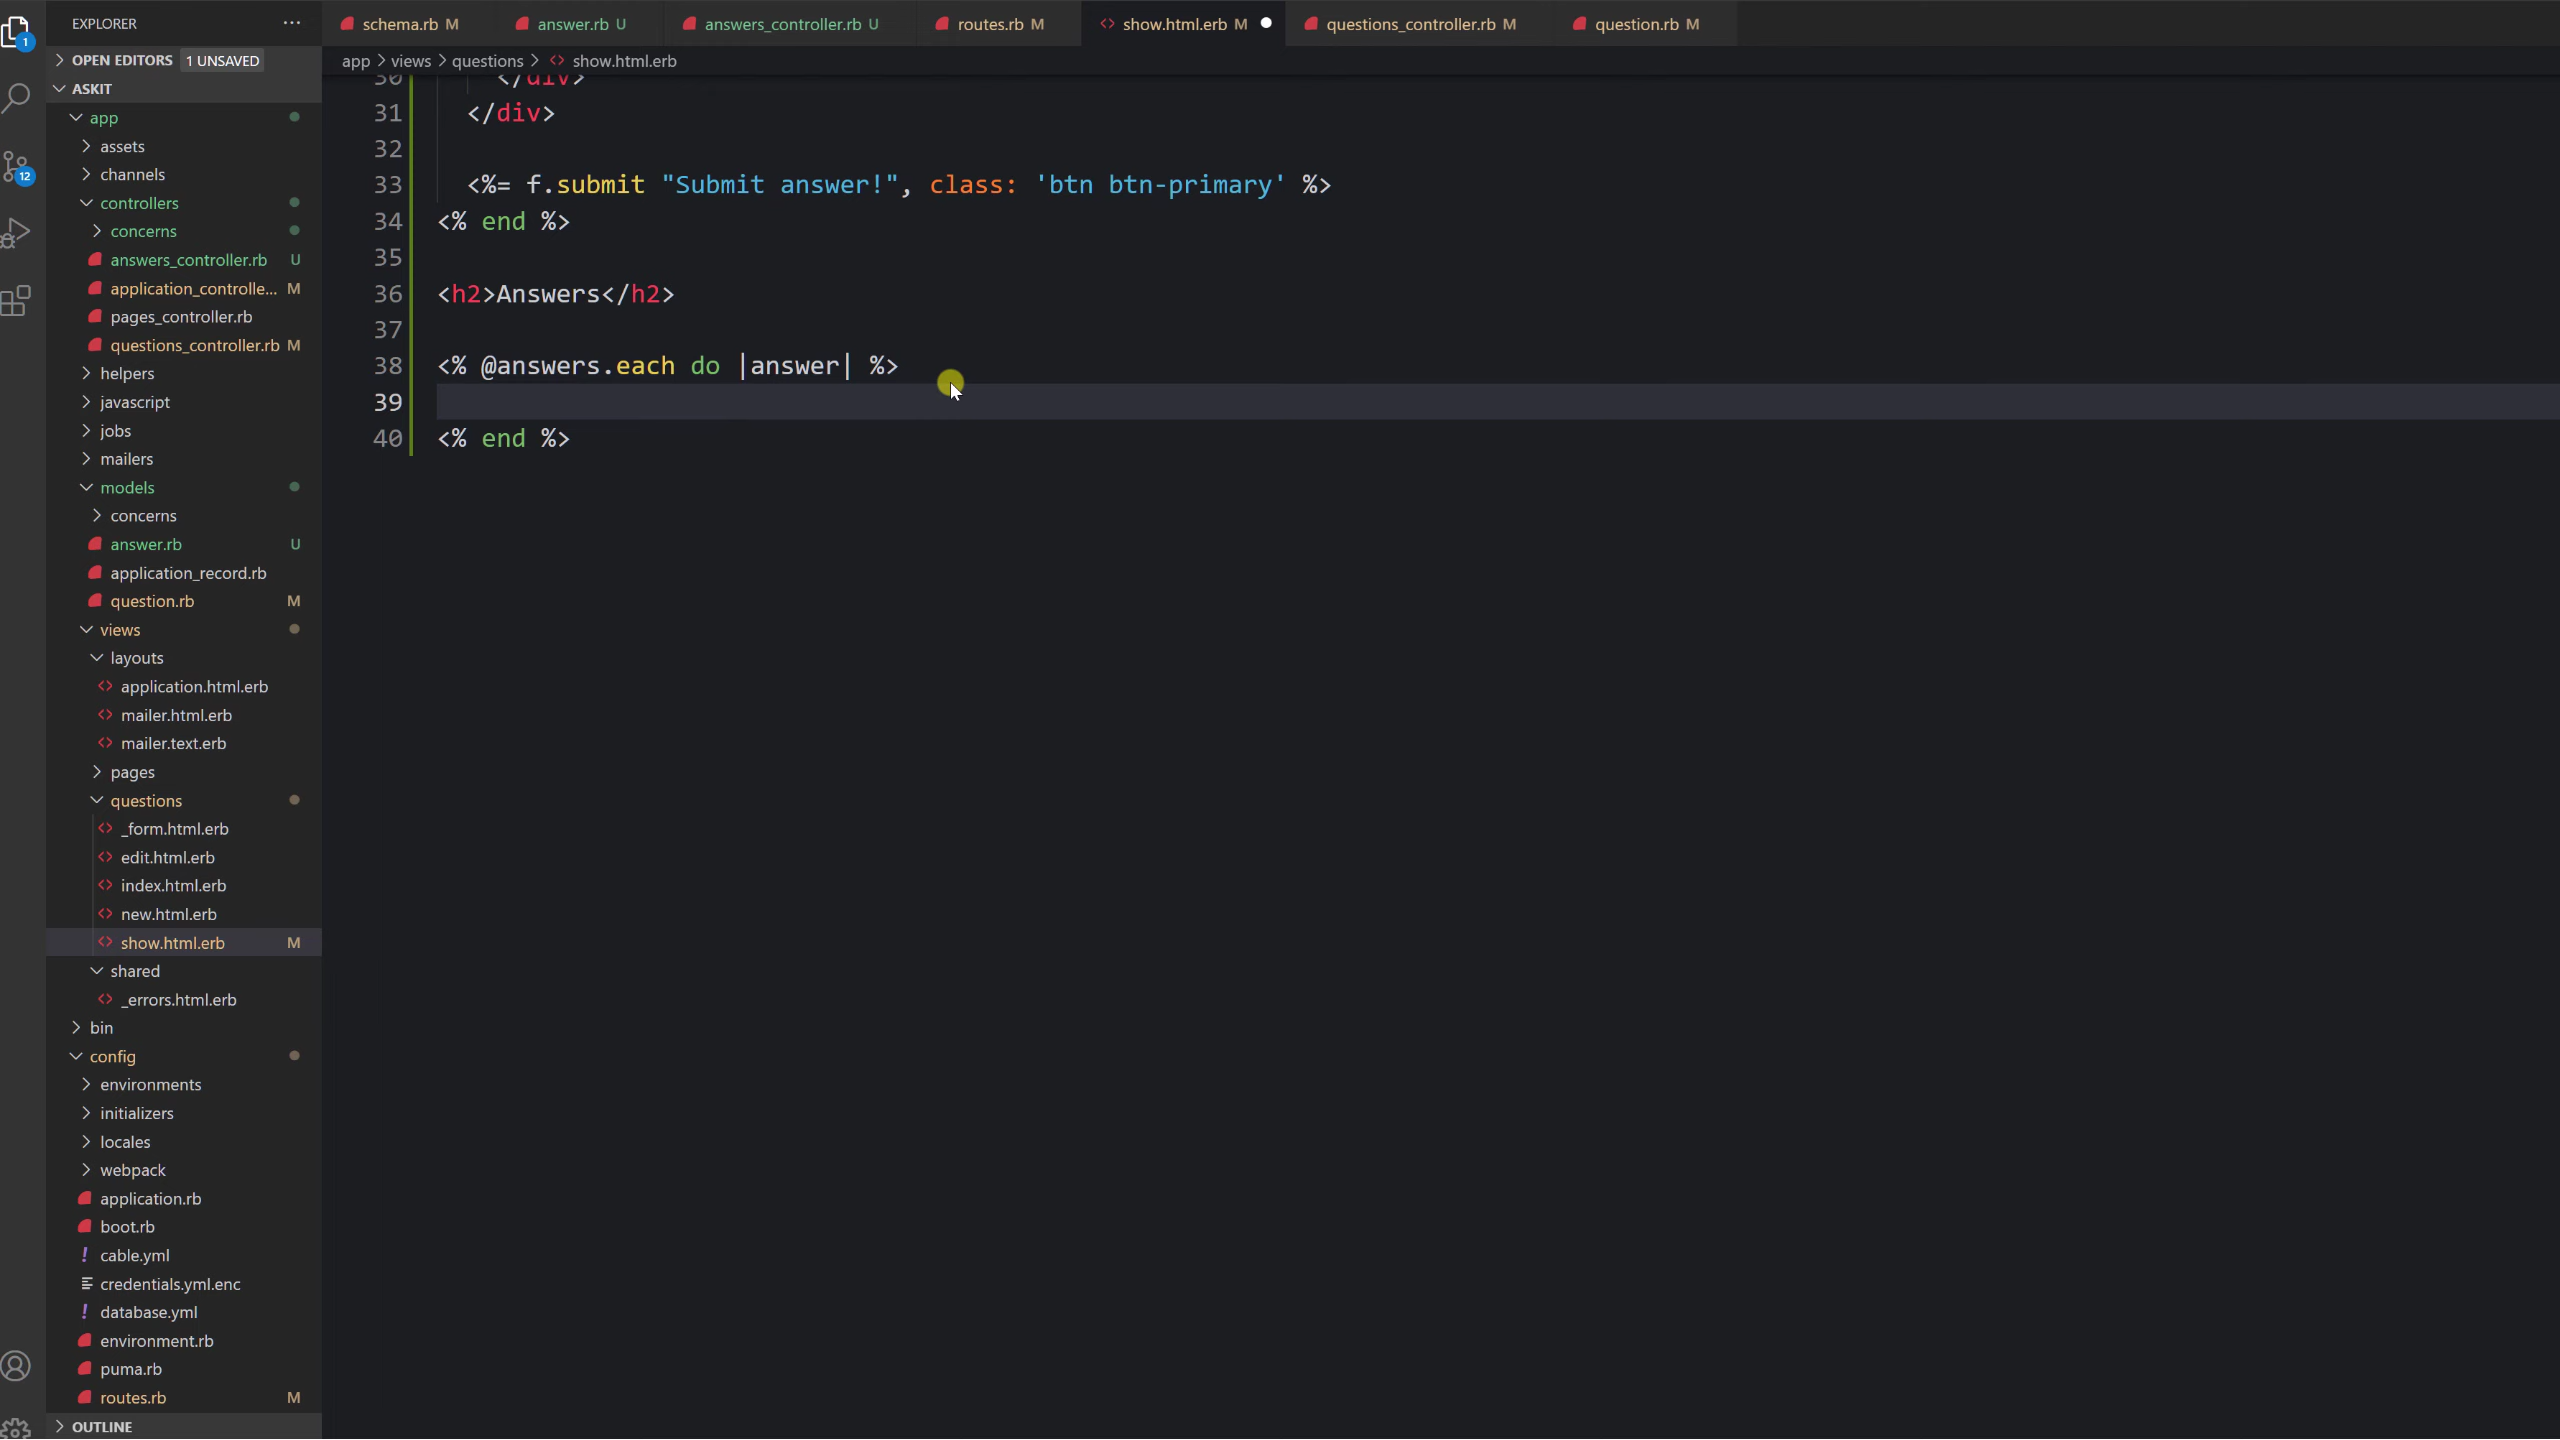 EXPLORER ···
schema.rb M
answer.rb U
answers_controller.rb U
routes.rb M
show.html.erb M
questions_controller.rb M
question.rb M
OPEN EDITORS 1 UNSAVED
app > views > questions > show.html.erb
ASKIT
app
assets
channels
controllers
concerns
answers_controller.rb U
application_controlle... M
pages_controller.rb
questions_controller.rb M
helpers
javascript
jobs
mailers
models
concerns
answer.rb U
application_record.rb
question.rb M
views
layouts
application.html.erb
mailer.html.erb
mailer.text.erb
pages
questions
_form.html.erb
edit.html.erb
index.html.erb
new.html.erb
show.html.erb M
shared
_errors.html.erb
bin
config
environments
initializers
locales
webpack
application.rb
boot.rb
! cable.yml
credentials.yml.enc
! database.yml
environment.rb
puma.rb
routes.rb M
OUTLINE
1
12
30 </div>
31 </div>
32
33 <%= f.submit "Submit answer!", class: 'btn btn-primary' %>
34 <% end %>
35
36 <h2>Answers</h2>
37
38 <% @answers.each do |answer| %>
39
40 <% end %>